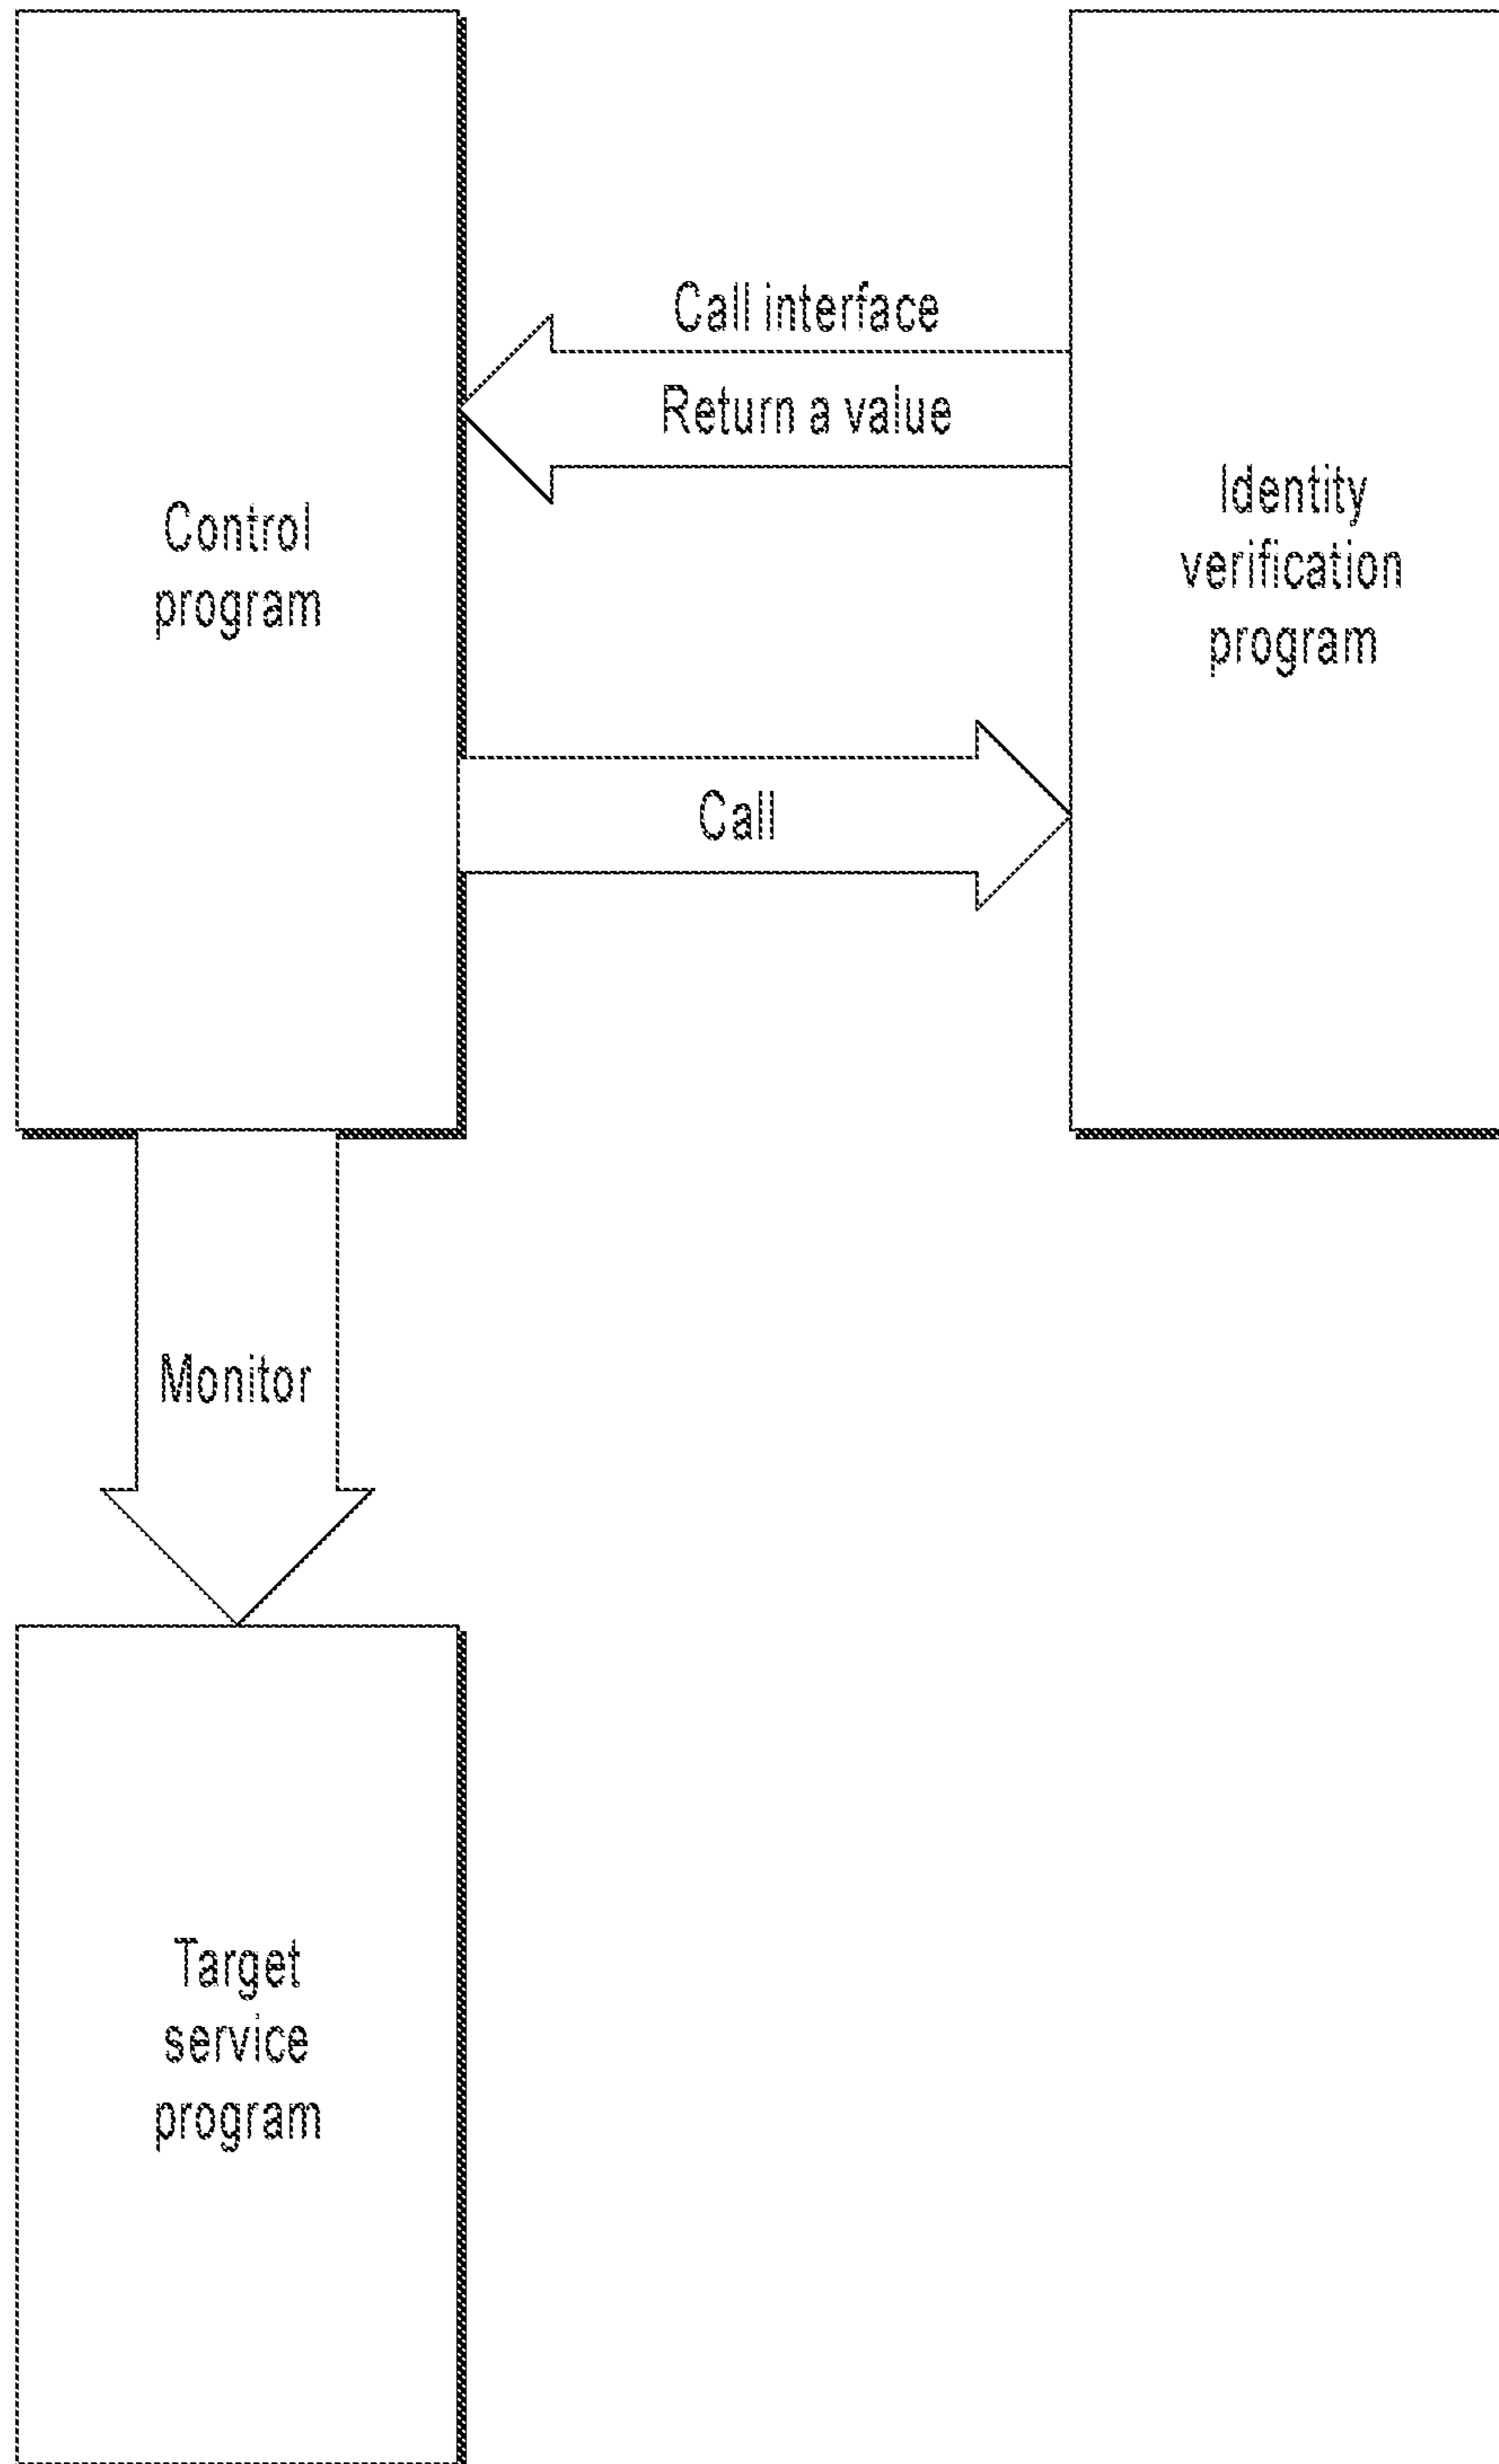 Call interface
Return a value
Control
program
Identity
verification
program
Call
Monitor
Target
service
program